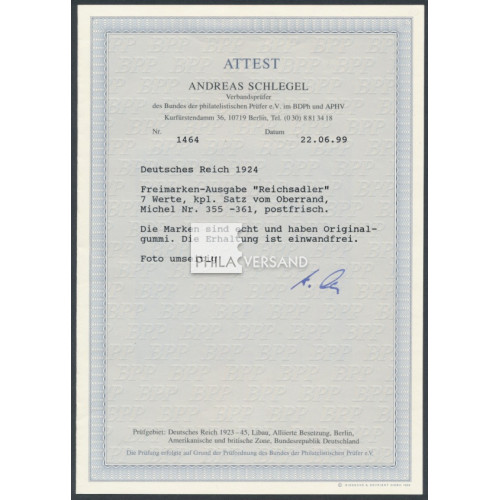 ATTEST
ANDREAS SCHLEGEL
Verbandsprüfer
des Bundes der philatelistischen Prüfer e.V. im BDPh und APHV
Kurfürstendamm 36, 10719 Berlin, Tel. (0 30) 8 81 34 18
Nr. 1464 Datum 22.06.99
Deutsches Reich 1924
Freimarken-Ausgabe "Reichsadler"
7 Werte, kpl. Satz vom Oberrand,
Michel Nr. 355 -361, postfrisch.
Die Marken sind echt und haben Original-
gummi. Die Erhaltung ist einwandfrei.
Foto umseitig
PHILA VERSAND
Prüfgebiet: Deutsches Reich 1923–45, Libau, Alliierte Besetzung, Berlin,
Amerikanische und britische Zone, Bundesrepublik Deutschland
Die Prüfung erfolgte auf Grund der Prüfordnung des Bundes der Philatelistischen Prüfer e.V.